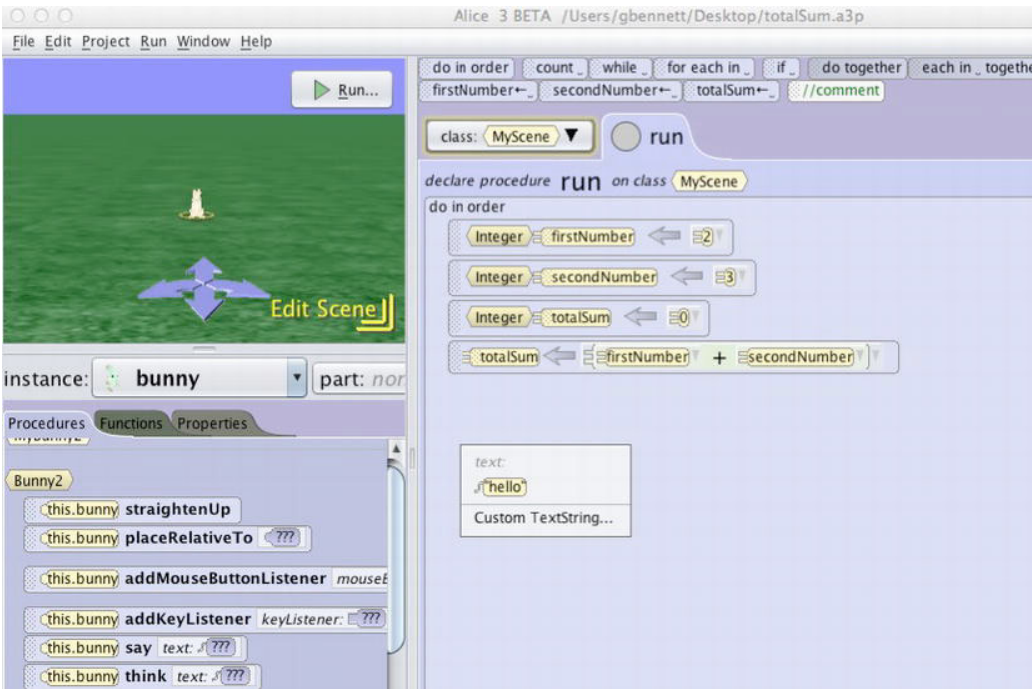 Alice 3 BETA /Users/gbennett/Desktop/totalSum.a3p
File Edit Project Run Window Help
Run...
Edit Scene
instance: bunny part: nor
Procedures Functions Properties
MyBunny2
Bunny2
this.bunny straightenUp
this.bunny placeRelativeTo ???
this.bunny addMouseButtonListener mouseB
this.bunny addKeyListener keyListener: ???
this.bunny say text: ???
this.bunny think text: ???
do in order count _ while _ for each in _ if _ do together each in _ togethe
firstNumber←_ secondNumber←_ totalSum←_ //comment
class: MyScene ▼ run
declare procedure run on class MyScene
do in order
Integer firstNumber 2
Integer secondNumber 3
Integer totalSum 0
totalSum ( firstNumber + secondNumber )
text:
"hello"
Custom TextString...